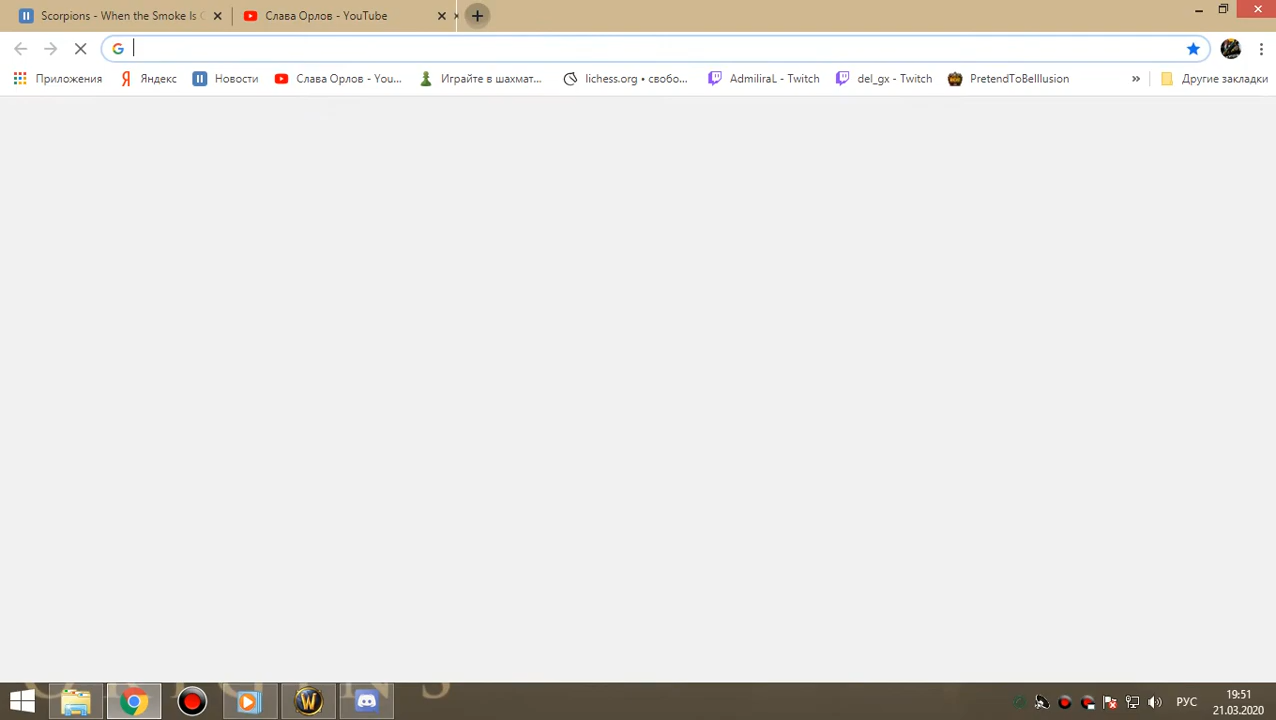 Scorpions - When the Smoke Is
Слава Орлов - YouTube
Приложения
Яндекс
Новости
Слава Орлов - You...
Играйте в шахмат...
lichess.org • свобо...
AdmiraL - Twitch
del_gx - Twitch
PretendToBeIllusion
»
Другие закладки
РУС
19:51
21.03.2020